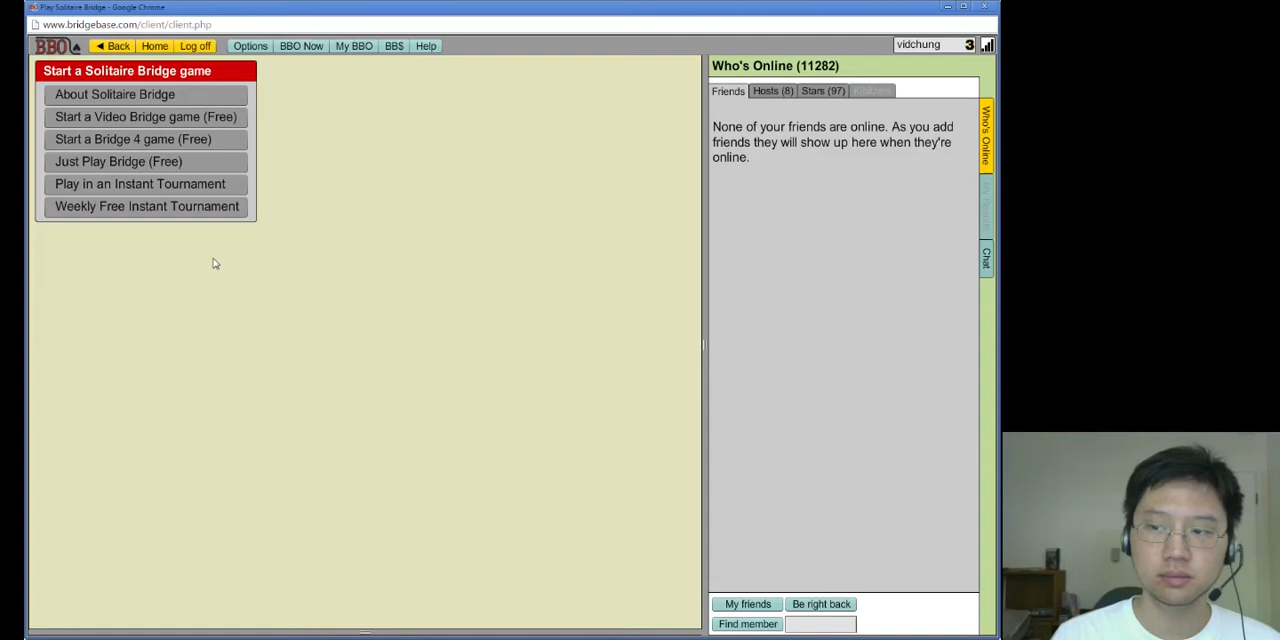 Play Solitaire Bridge - Google Chrome
www.bridgebase.com/client/client.php
BBO Back Home Log off Options BBO Now My BBO BB$ Help vidchung 3
Start a Solitaire Bridge game
About Solitaire Bridge
Start a Video Bridge game (Free)
Start a Bridge 4 game (Free)
Just Play Bridge (Free)
Play in an Instant Tournament
Weekly Free Instant Tournament
Who's Online (11282)
Friends Hosts (8) Stars (97) Kibitzers
None of your friends are online. As you add
friends they will show up here when they're
online.
Who's Online
Chat
My friends Be right back
Find member